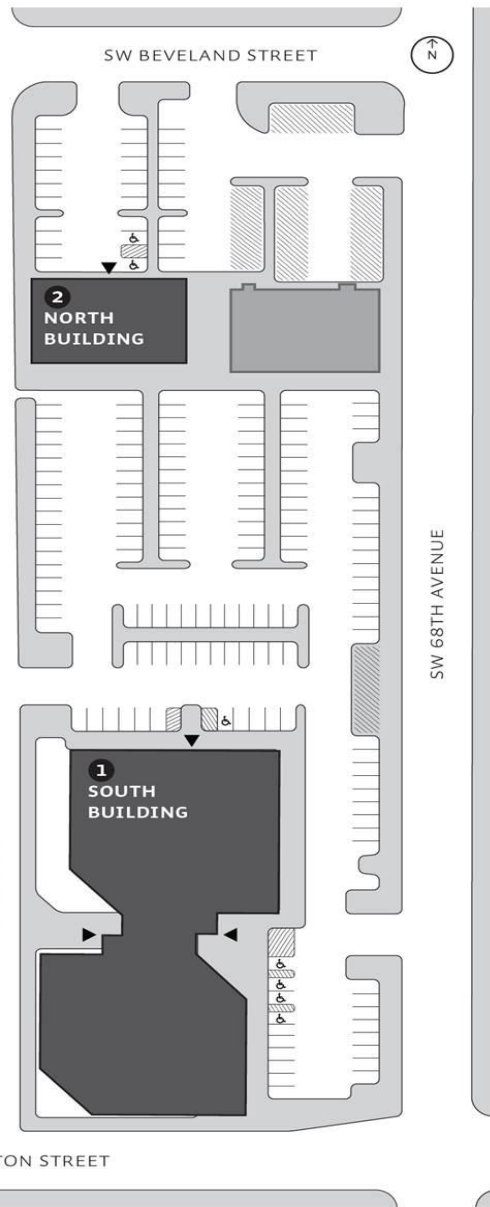 SW BEVELAND STREET
N
2
NORTH
BUILDING
SW 68TH AVENUE
1
SOUTH
BUILDING
TON STREET